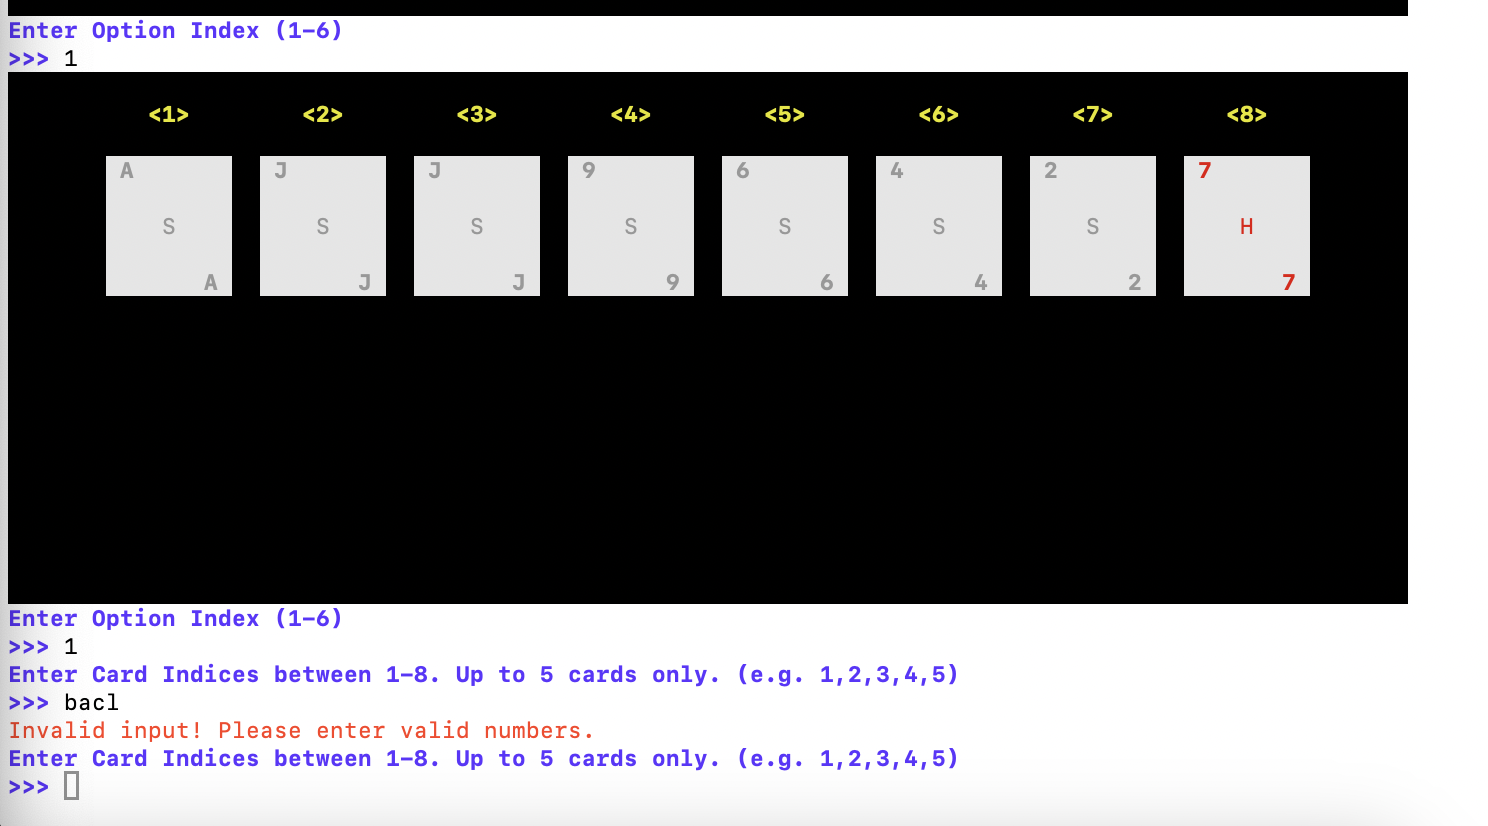 Enter Option Index (1-6)
>>> 1
<1> <2> <3> <4> <5> <6> <7> <8>
A J J 9 6 4 2 7
S S S S S S S H
A J J 9 6 4 2 7
Enter Option Index (1-6)
>>> 1
Enter Card Indices between 1-8. Up to 5 cards only. (e.g. 1,2,3,4,5)
>>> bacl
Invalid input! Please enter valid numbers.
Enter Card Indices between 1-8. Up to 5 cards only. (e.g. 1,2,3,4,5)
>>>